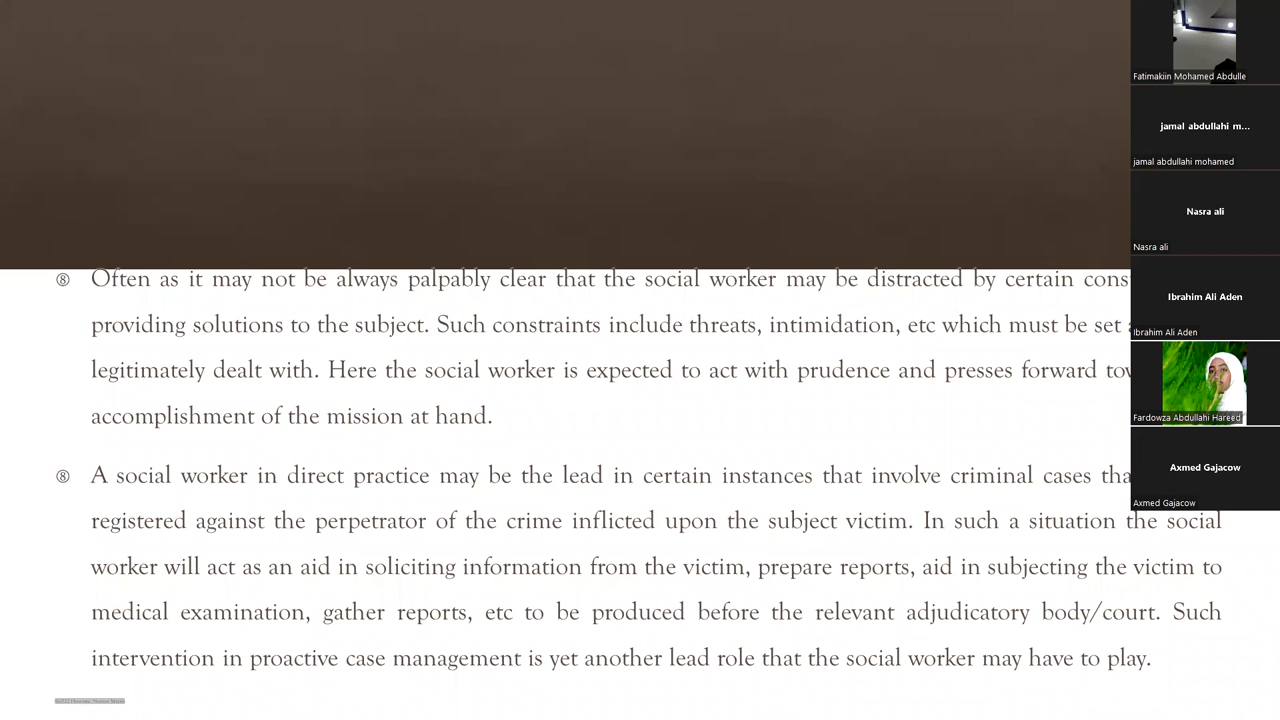 ⑧ Often as it may not be always palpably clear that the social worker may be distracted by certain cons
providing solutions to the subject. Such constraints include threats, intimidation, etc which must be set
legitimately dealt with. Here the social worker is expected to act with prudence and presses forward
accomplishment of the mission at hand.
⑧ A social worker in direct practice may be the lead in certain instances that involve criminal cases
registered against the perpetrator of the crime inflicted upon the subject victim. In such a situation the social
worker will act as an aid in soliciting information from the victim, prepare reports, aid in subjecting the victim to
medical examination, gather reports, etc to be produced before the relevant adjudicatory body/court. Such
intervention in proactive case management is yet another lead role that the social worker may have to play.
Fatimakiin Mohamed Abdulle
jamal abdullahi m...
jamal abdullahi mohamed
Nasra ali
Nasra ali
Ibrahim Ali Aden
Ibrahim Ali Aden
Fardowza Abdullahi Hareed
Axmed Gajacow
Axmed Gajacow